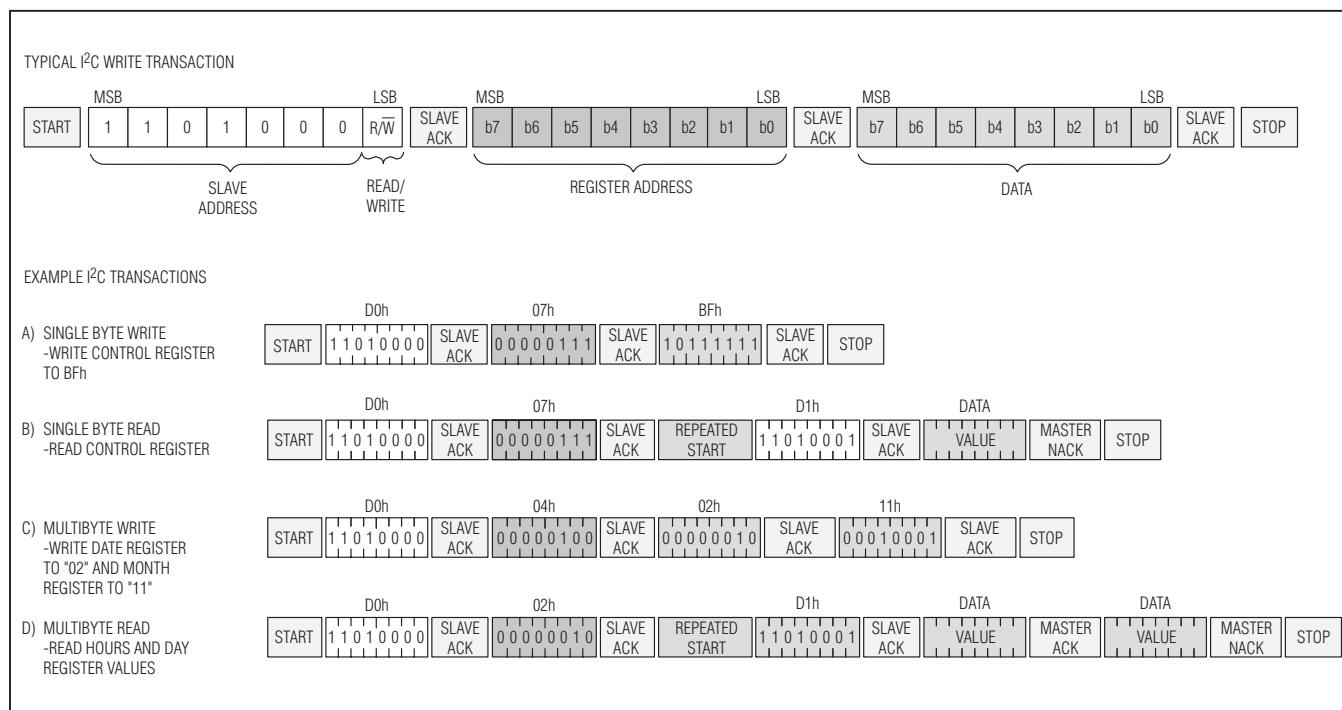 TYPICAL I²C WRITE TRANSACTION
MSB LSB MSB LSB MSB LSB
START 1 1 0 1 0 0 0 R/W̅ SLAVE ACK b7 b6 b5 b4 b3 b2 b1 b0 SLAVE ACK b7 b6 b5 b4 b3 b2 b1 b0 SLAVE ACK STOP
SLAVE ADDRESS READ/WRITE REGISTER ADDRESS DATA
EXAMPLE I²C TRANSACTIONS
D0h 07h BFh
A) SINGLE BYTE WRITE
-WRITE CONTROL REGISTER
TO BFh
START 11010000 SLAVE ACK 00000111 SLAVE ACK 10111111 SLAVE ACK STOP
D0h 07h D1h DATA
B) SINGLE BYTE READ
-READ CONTROL REGISTER
START 11010000 SLAVE ACK 00000111 SLAVE ACK REPEATED START 11010001 SLAVE ACK VALUE MASTER NACK STOP
D0h 04h 02h 11h
C) MULTIBYTE WRITE
-WRITE DATE REGISTER
TO "02" AND MONTH
REGISTER TO "11"
START 11010000 SLAVE ACK 00000100 SLAVE ACK 00000010 SLAVE ACK 00010001 SLAVE ACK STOP
D0h 02h D1h DATA DATA
D) MULTIBYTE READ
-READ HOURS AND DAY
REGISTER VALUES
START 11010000 SLAVE ACK 00000010 SLAVE ACK REPEATED START 11010001 SLAVE ACK VALUE MASTER ACK VALUE MASTER NACK STOP